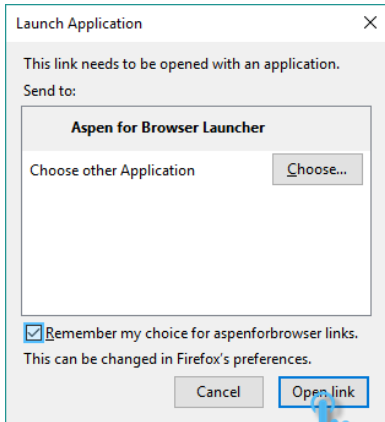 Launch Application
This link needs to be opened with an application.
Send to:
Aspen for Browser Launcher
Choose other Application
Choose...
Remember my choice for aspenforbrowser links.
This can be changed in Firefox's preferences.
Cancel
Open link